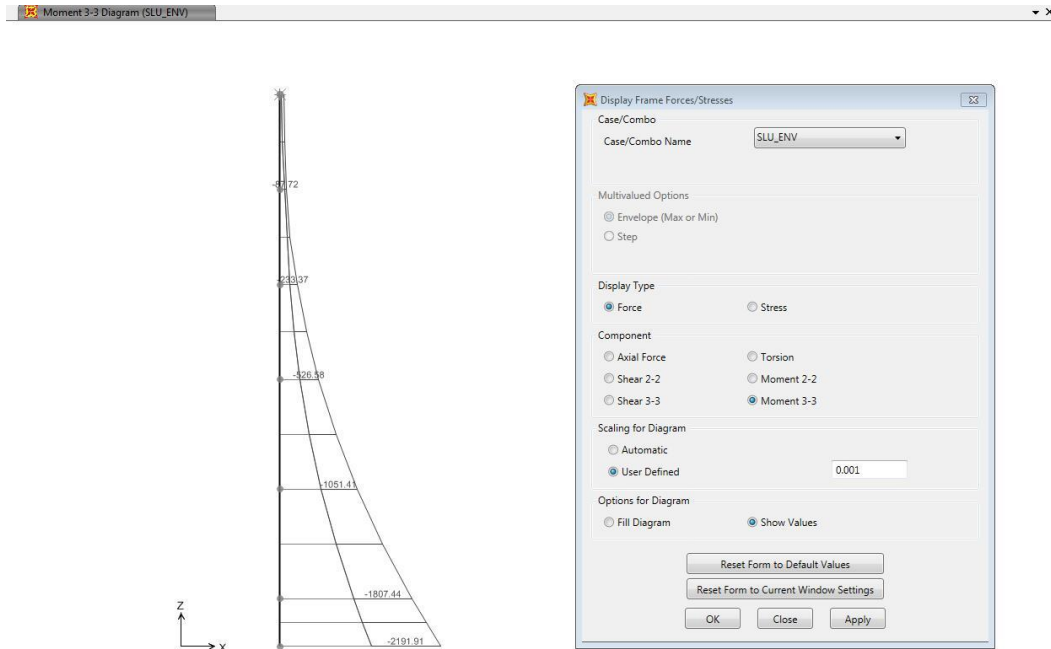 Moment 3-3 Diagram (SLU_ENV)
-87.72
-233.37
-526.58
-1051.41
-1807.44
-2191.91
Z
X
Display Frame Forces/Stresses
Case/Combo
Case/Combo Name
SLU_ENV
Multivalued Options
Envelope (Max or Min)
Step
Display Type
Force Stress
Component
Axial Force Torsion
Shear 2-2 Moment 2-2
Shear 3-3 Moment 3-3
Scaling for Diagram
Automatic
User Defined 0.001
Options for Diagram
Fill Diagram Show Values
Reset Form to Default Values
Reset Form to Current Window Settings
OK Close Apply